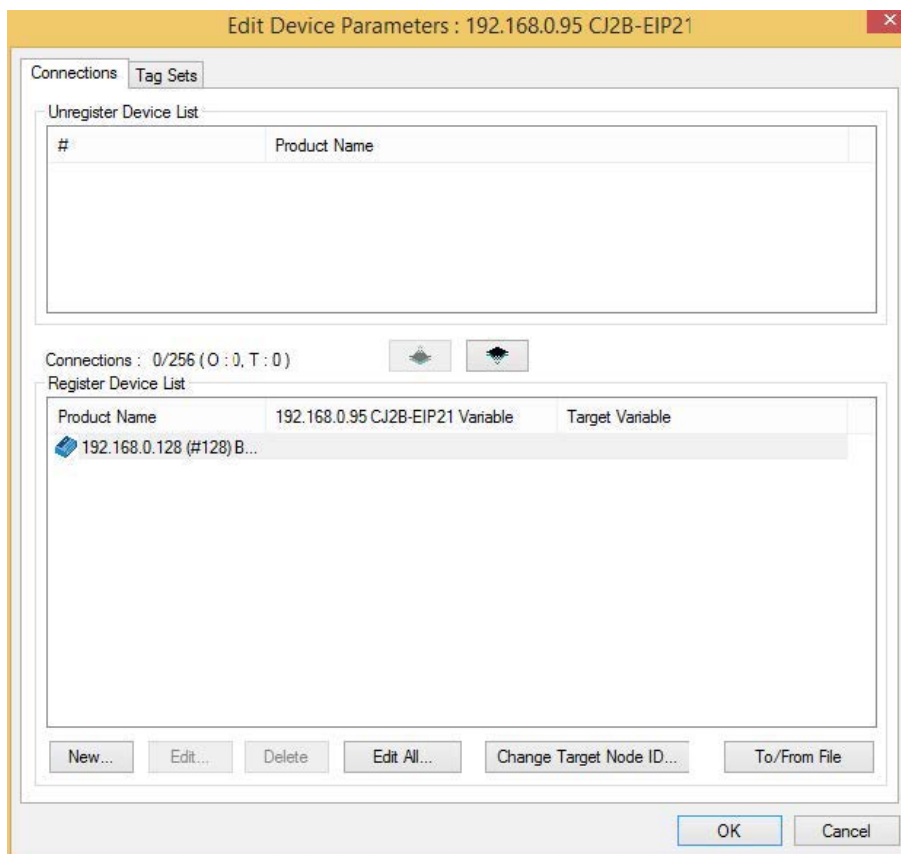 Edit Device Parameters : 192.168.0.95 CJ2B-EIP21
Connections Tag Sets
Unregister Device List
# Product Name
Connections : 0/256 ( O : 0, T : 0 )
Register Device List
Product Name 192.168.0.95 CJ2B-EIP21 Variable Target Variable
192.168.0.128 (#128) B...
New... Edit... Delete Edit All... Change Target Node ID... To/From File
OK Cancel